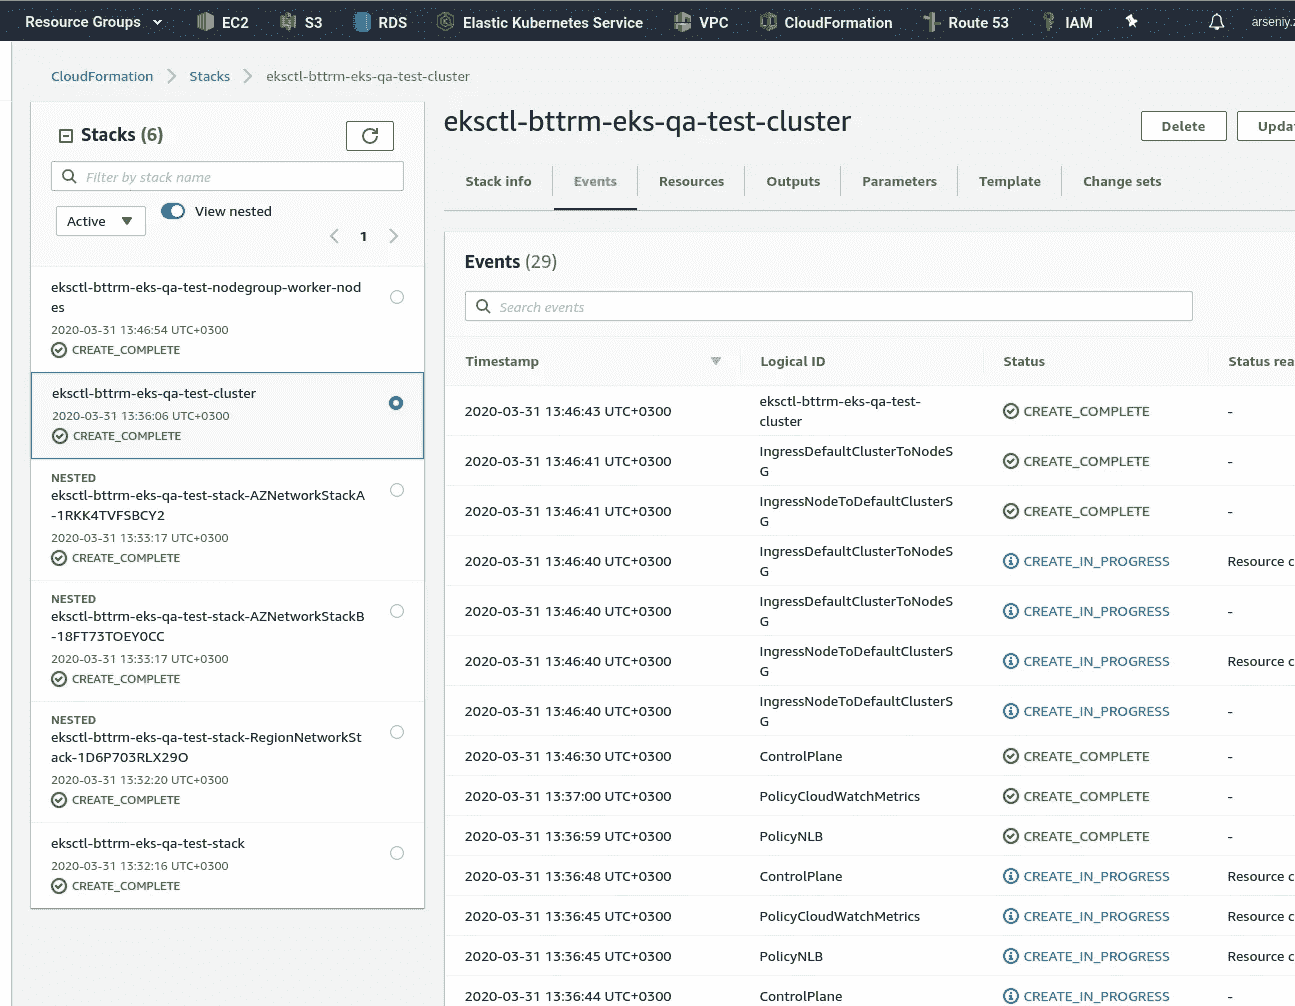 Resource Groups EC2 S3 RDS Elastic Kubernetes Service VPC CloudFormation Route 53 IAM arseniy.
CloudFormation Stacks eksctl-bttrm-eks-qa-test-cluster
Stacks (6)
Filter by stack name
Active View nested
1
eksctl-bttrm-eks-qa-test-nodegroup-worker-nod
es
2020-03-31 13:46:54 UTC+0300
CREATE_COMPLETE
eksctl-bttrm-eks-qa-test-cluster
2020-03-31 13:36:06 UTC+0300
CREATE_COMPLETE
NESTED
eksctl-bttrm-eks-qa-test-stack-AZNetworkStackA
-1RKK4TVFSBCY2
2020-03-31 13:33:17 UTC+0300
CREATE_COMPLETE
NESTED
eksctl-bttrm-eks-qa-test-stack-AZNetworkStackB
-18FT73TOEY0CC
2020-03-31 13:33:17 UTC+0300
CREATE_COMPLETE
NESTED
eksctl-bttrm-eks-qa-test-stack-RegionNetworkSt
ack-1D6P703RLX29O
2020-03-31 13:32:20 UTC+0300
CREATE_COMPLETE
eksctl-bttrm-eks-qa-test-stack
2020-03-31 13:32:16 UTC+0300
CREATE_COMPLETE
eksctl-bttrm-eks-qa-test-cluster
Delete Upda
Stack info Events Resources Outputs Parameters Template Change sets
Events (29)
Search events
Timestamp Logical ID Status Status rea
2020-03-31 13:46:43 UTC+0300 eksctl-bttrm-eks-qa-test-
cluster CREATE_COMPLETE -
2020-03-31 13:46:41 UTC+0300 IngressDefaultClusterToNodeS
G CREATE_COMPLETE -
2020-03-31 13:46:41 UTC+0300 IngressNodeToDefaultClusterS
G CREATE_COMPLETE -
2020-03-31 13:46:40 UTC+0300 IngressDefaultClusterToNodeS
G CREATE_IN_PROGRESS Resource c
2020-03-31 13:46:40 UTC+0300 IngressDefaultClusterToNodeS
G CREATE_IN_PROGRESS -
2020-03-31 13:46:40 UTC+0300 IngressNodeToDefaultClusterS
G CREATE_IN_PROGRESS Resource c
2020-03-31 13:46:40 UTC+0300 IngressNodeToDefaultClusterS
G CREATE_IN_PROGRESS -
2020-03-31 13:46:30 UTC+0300 ControlPlane CREATE_COMPLETE -
2020-03-31 13:37:00 UTC+0300 PolicyCloudWatchMetrics CREATE_COMPLETE -
2020-03-31 13:36:59 UTC+0300 PolicyNLB CREATE_COMPLETE -
2020-03-31 13:36:48 UTC+0300 ControlPlane CREATE_IN_PROGRESS Resource c
2020-03-31 13:36:45 UTC+0300 PolicyCloudWatchMetrics CREATE_IN_PROGRESS Resource c
2020-03-31 13:36:45 UTC+0300 PolicyNLB CREATE_IN_PROGRESS Resource c
2020-03-31 13:36:44 UTC+0300 ControlPlane CREATE_IN_PROGRESS -